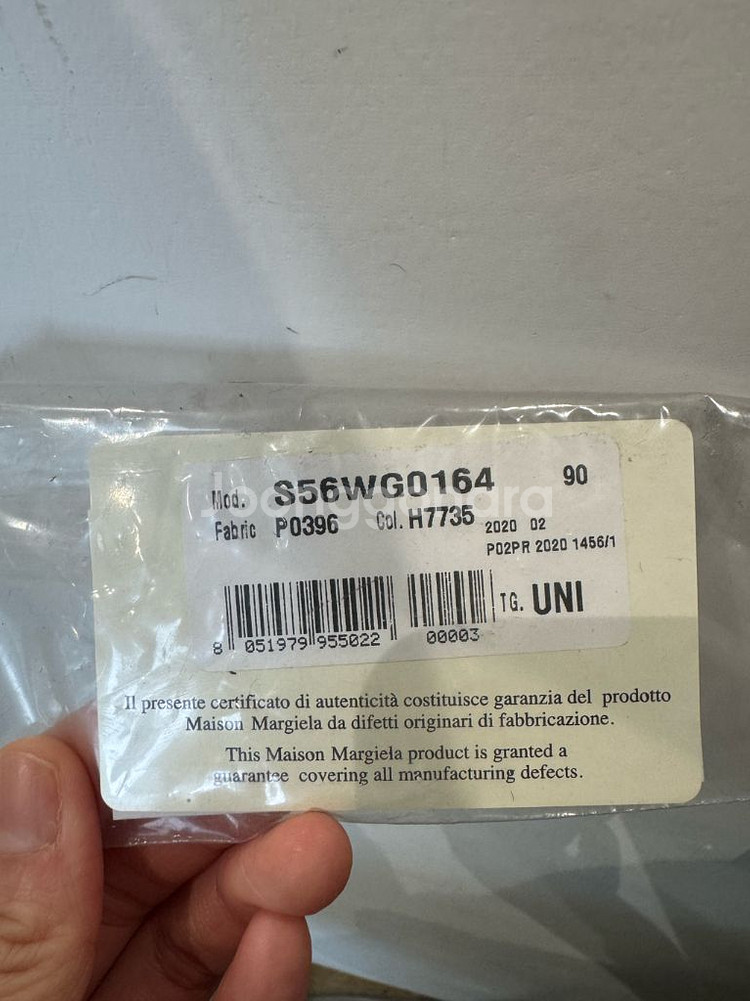 Mod. S56WG0164 90
Joonggonara
Fabric P0396 Col. H7735 2020 02
P02PR 2020 1456/1
TG. UNI
8 051979 955022 00003
Il presente certificato di autenticità costituisce garanzia del prodotto
Maison Margiela da difetti originari di fabbricazione.
This Maison Margiela product is granted a
guarantee covering all manufacturing defects.